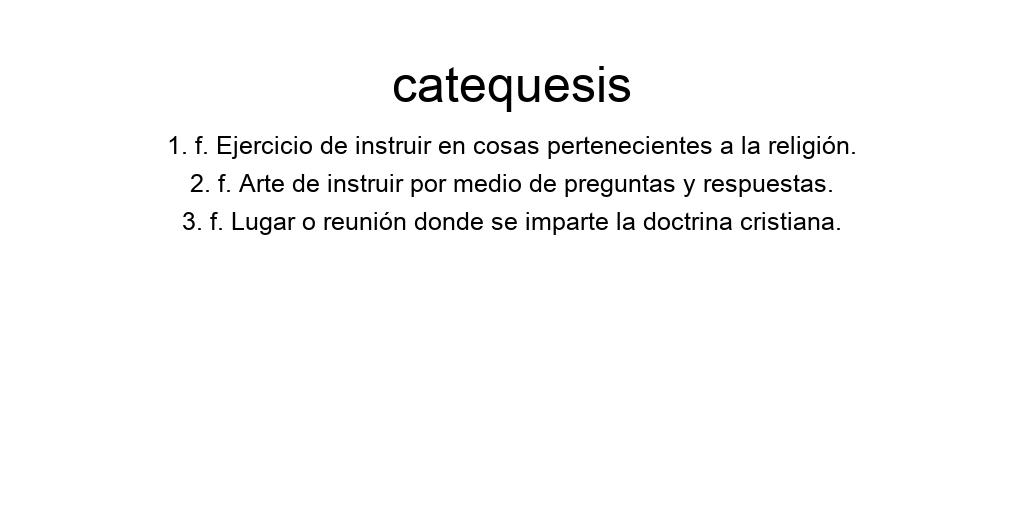 catequesis
1. f. Ejercicio de instruir en cosas pertenecientes a la religión.
2. f. Arte de instruir por medio de preguntas y respuestas.
3. f. Lugar o reunión donde se imparte la doctrina cristiana.